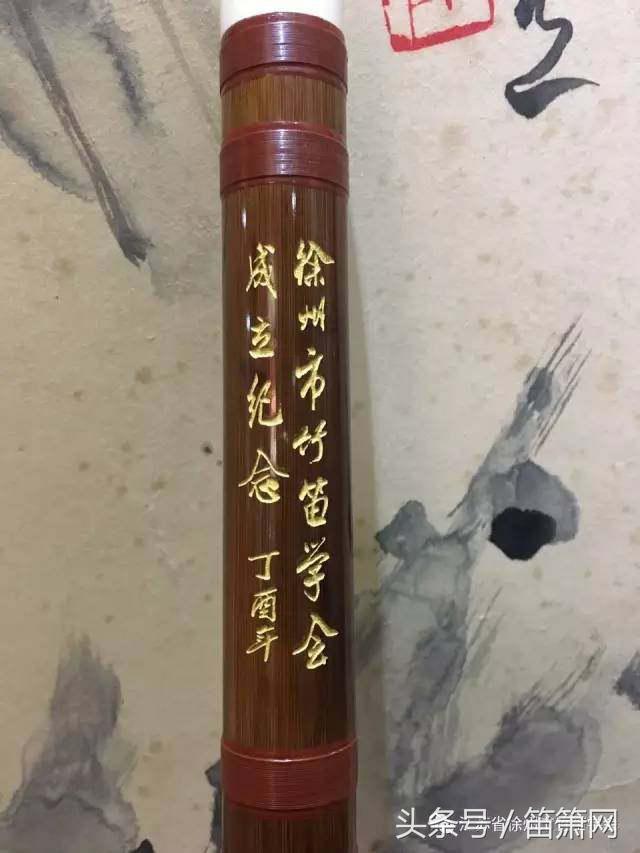 徐州市竹笛学会
成立纪念 丁酉年
头条号/笛箫网